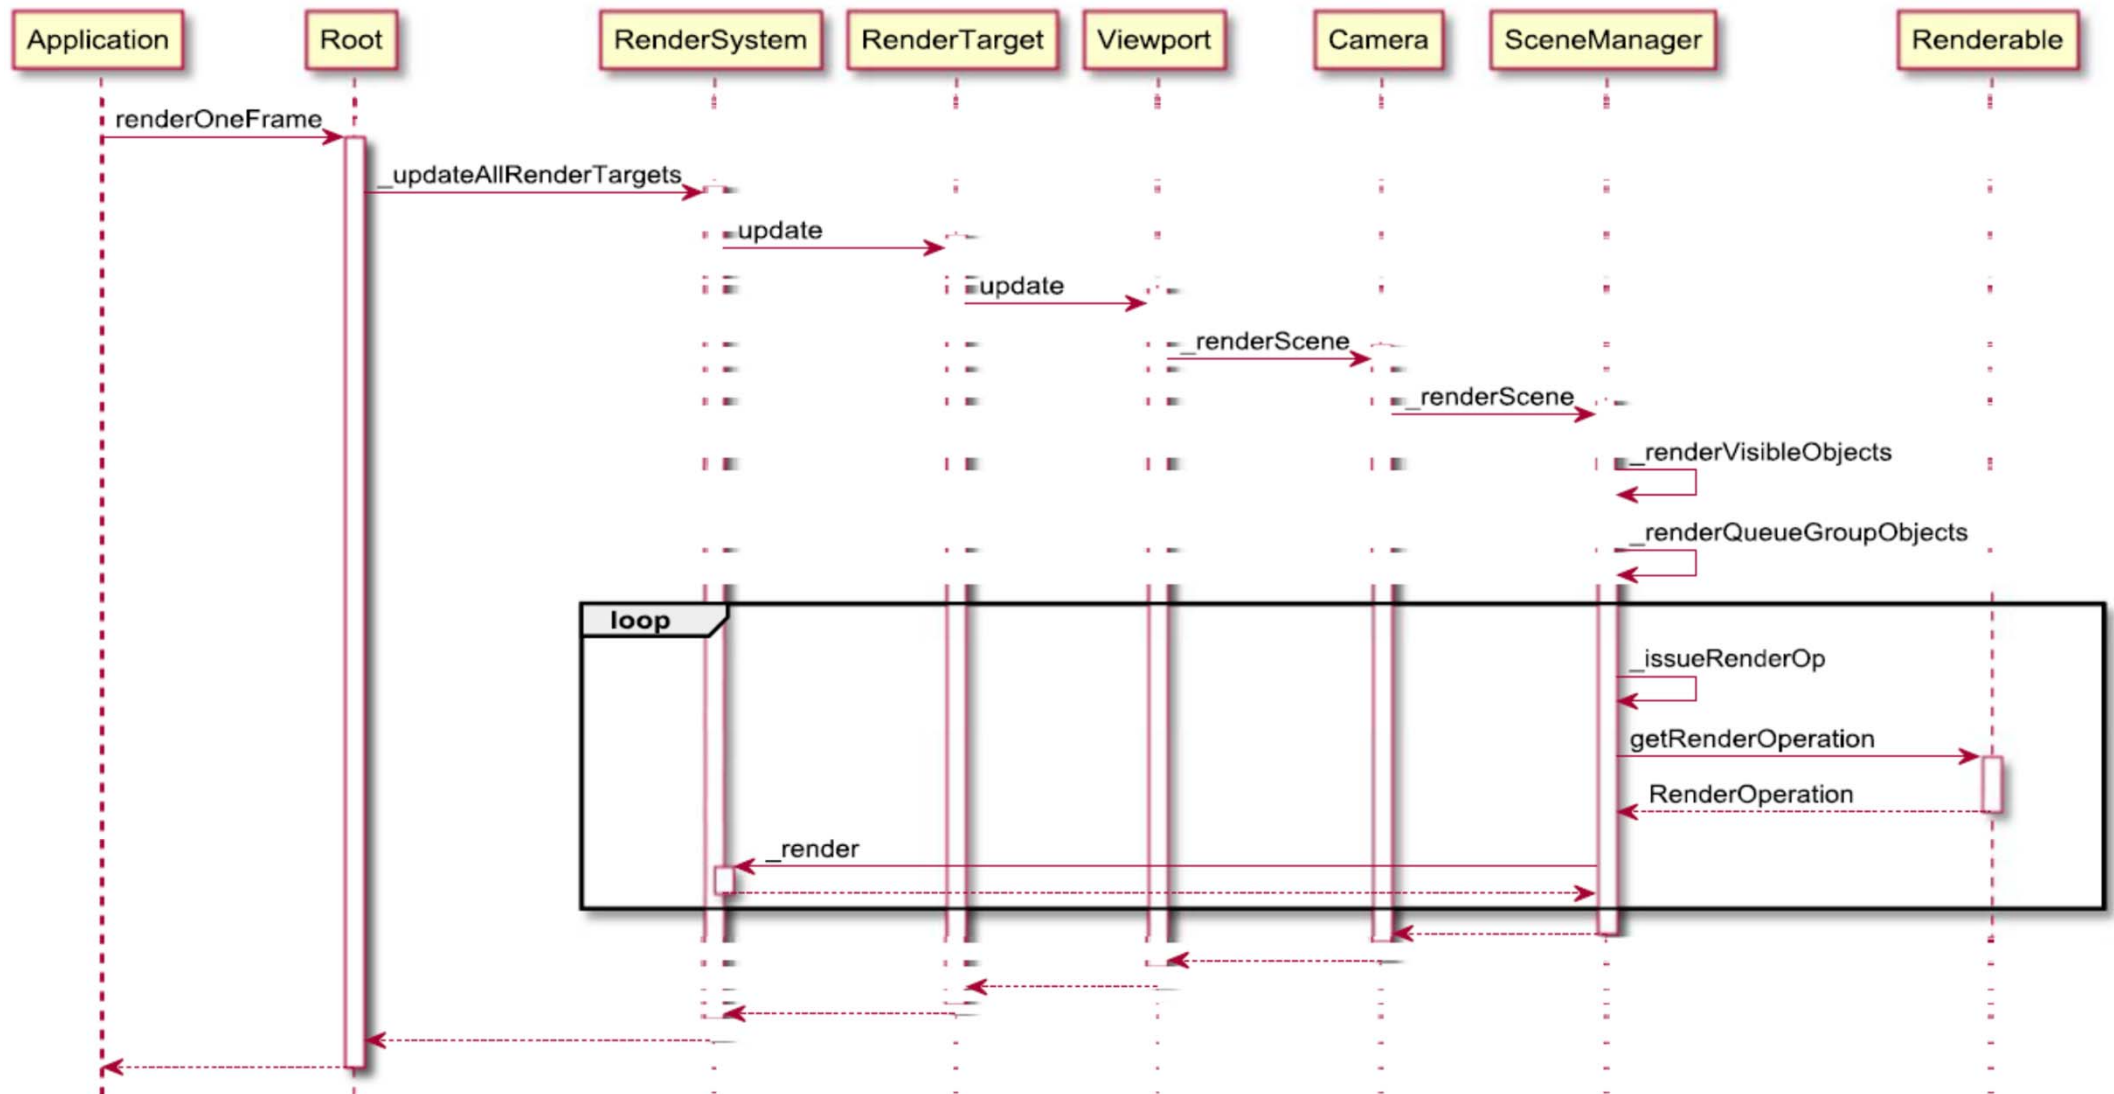 Application Root RenderSystem RenderTarget Viewport Camera SceneManager Renderable
renderOneFrame
_updateAllRenderTargets
update
update
_renderScene
_renderScene
_renderVisibleObjects
_renderQueueGroupObjects
loop
_issueRenderOp
getRenderOperation
RenderOperation
_render